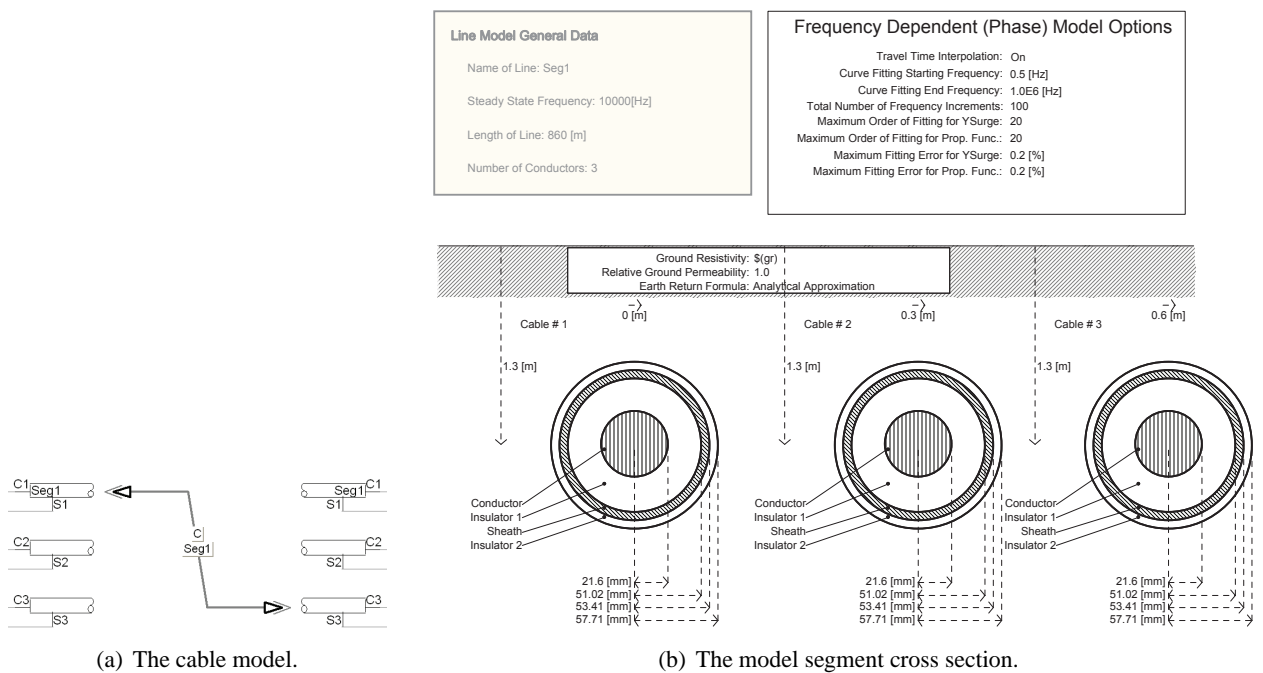 Line Model General Data
Name of Line: Seg1
Steady State Frequency: 10000[Hz]
Length of Line: 860 [m]
Number of Conductors: 3
Frequency Dependent (Phase) Model Options
Travel Time Interpolation: On
Curve Fitting Starting Frequency: 0.5 [Hz]
Curve Fitting End Frequency: 1.0E6 [Hz]
Total Number of Frequency Increments: 100
Maximum Order of Fitting for YSurge: 20
Maximum Order of Fitting for Prop. Func.: 20
Maximum Fitting Error for YSurge: 0.2 [%]
Maximum Fitting Error for Prop. Func.: 0.2 [%]
Ground Resistivity: $(gr)
Relative Ground Permeability: 1.0
Earth Return Formula: Analytical Approximation
Cable # 1
0 [m]
1.3 [m]
Conductor
Insulator 1
Sheath
Insulator 2
21.6 [mm]
51.02 [mm]
53.41 [mm]
57.71 [mm]
Cable # 2
0.3 [m]
1.3 [m]
Conductor
Insulator 1
Sheath
Insulator 2
21.6 [mm]
51.02 [mm]
53.41 [mm]
57.71 [mm]
Cable # 3
0.6 [m]
1.3 [m]
Conductor
Insulator 1
Sheath
Insulator 2
21.6 [mm]
51.02 [mm]
53.41 [mm]
57.71 [mm]
C1
Seg1
S1
C2
S2
C3
S3
C
Seg1
Seg1
C1
S1
C2
S2
C3
S3
(a) The cable model.
(b) The model segment cross section.